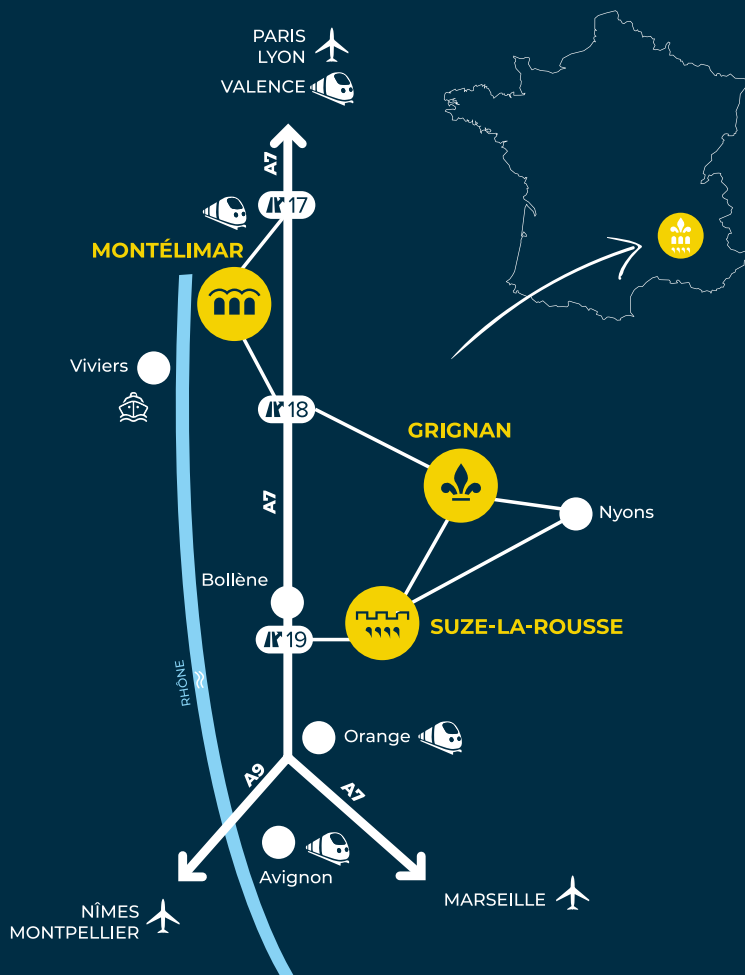 PARIS
LYON
VALENCE
A7
17
MONTÉLIMAR
Viviers
18
GRIGNAN
A7
Nyons
Bollène
SUZE-LA-ROUSSE
19
RHÔNE
Orange
A9
A7
Avignon
MARSEILLE
NÎMES
MONTPELLIER